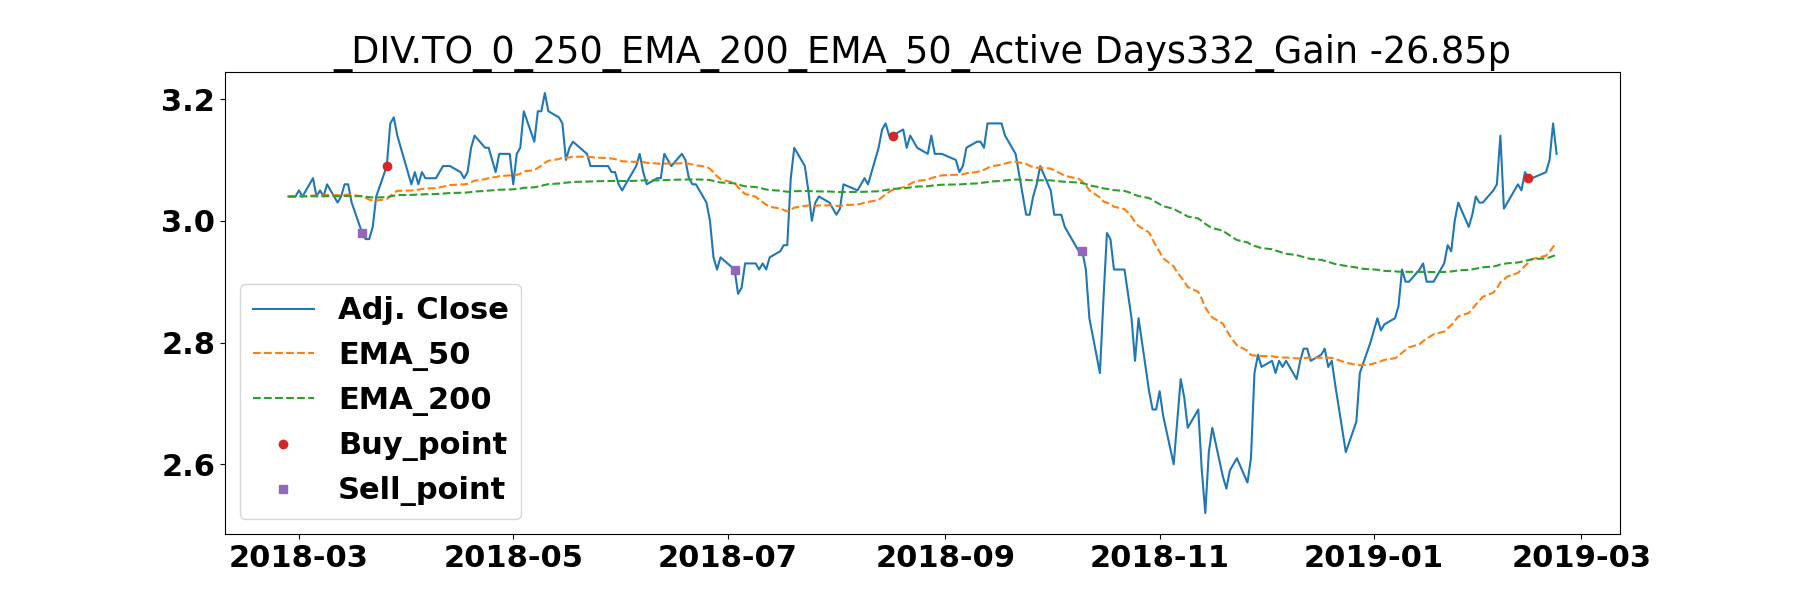 _DIV.TO_0_250_EMA_200_EMA_50_Active Days332_Gain -26.85p
3.2
3.0
2.8
2.6
Adj. Close
EMA_50
EMA_200
Buy_point
Sell_point
2018-03 2018-05 2018-07 2018-09 2018-11 2019-01 2019-03